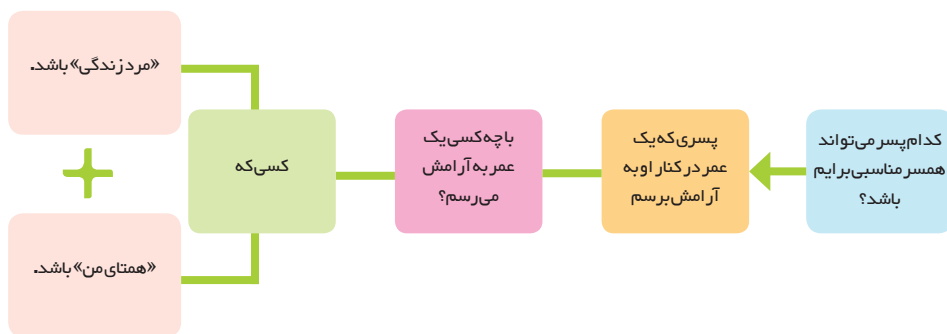 کدام پسر می‌تواند
همسر مناسبی برایم
باشد؟
پسری که یک
عمر در کنار او به
آرامش برسم
با چه کسی یک
عمر به آرامش
می‌رسم؟
کسی که
«مرد زندگی» باشد.
«همتای من» باشد.